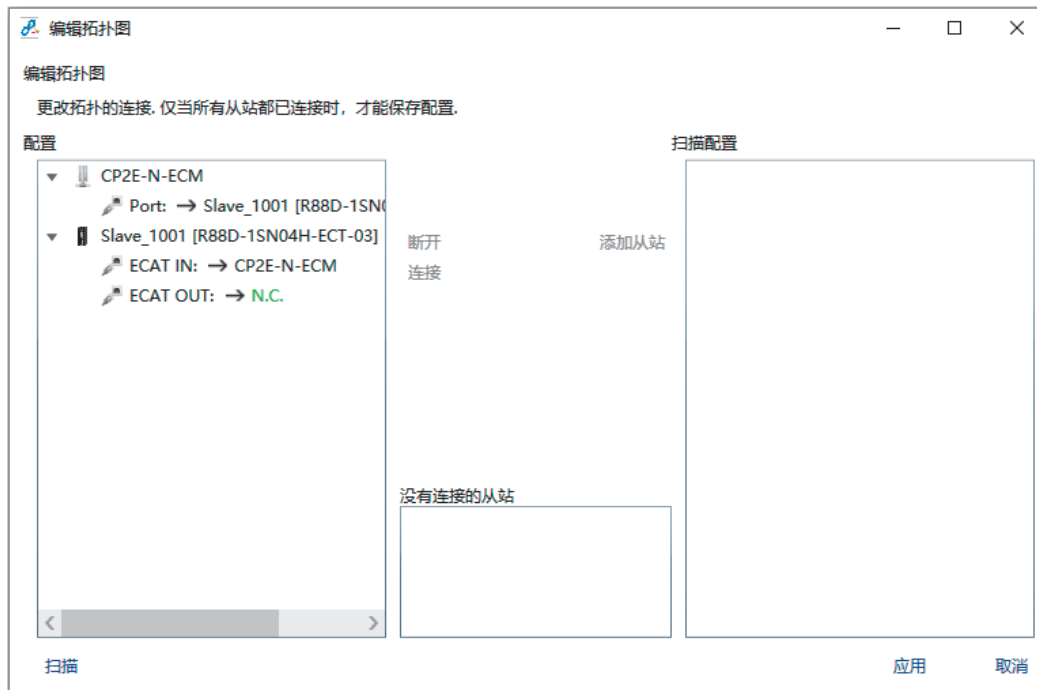 编辑拓扑图
编辑拓扑图
更改拓扑的连接. 仅当所有从站都已连接时，才能保存配置.
配置
扫描配置
CP2E-N-ECM
Port: → Slave_1001 [R88D-1SN0
Slave_1001 [R88D-1SN04H-ECT-03]
ECAT IN: → CP2E-N-ECM
ECAT OUT: → N.C.
断开
添加从站
连接
没有连接的从站
扫描
应用
取消